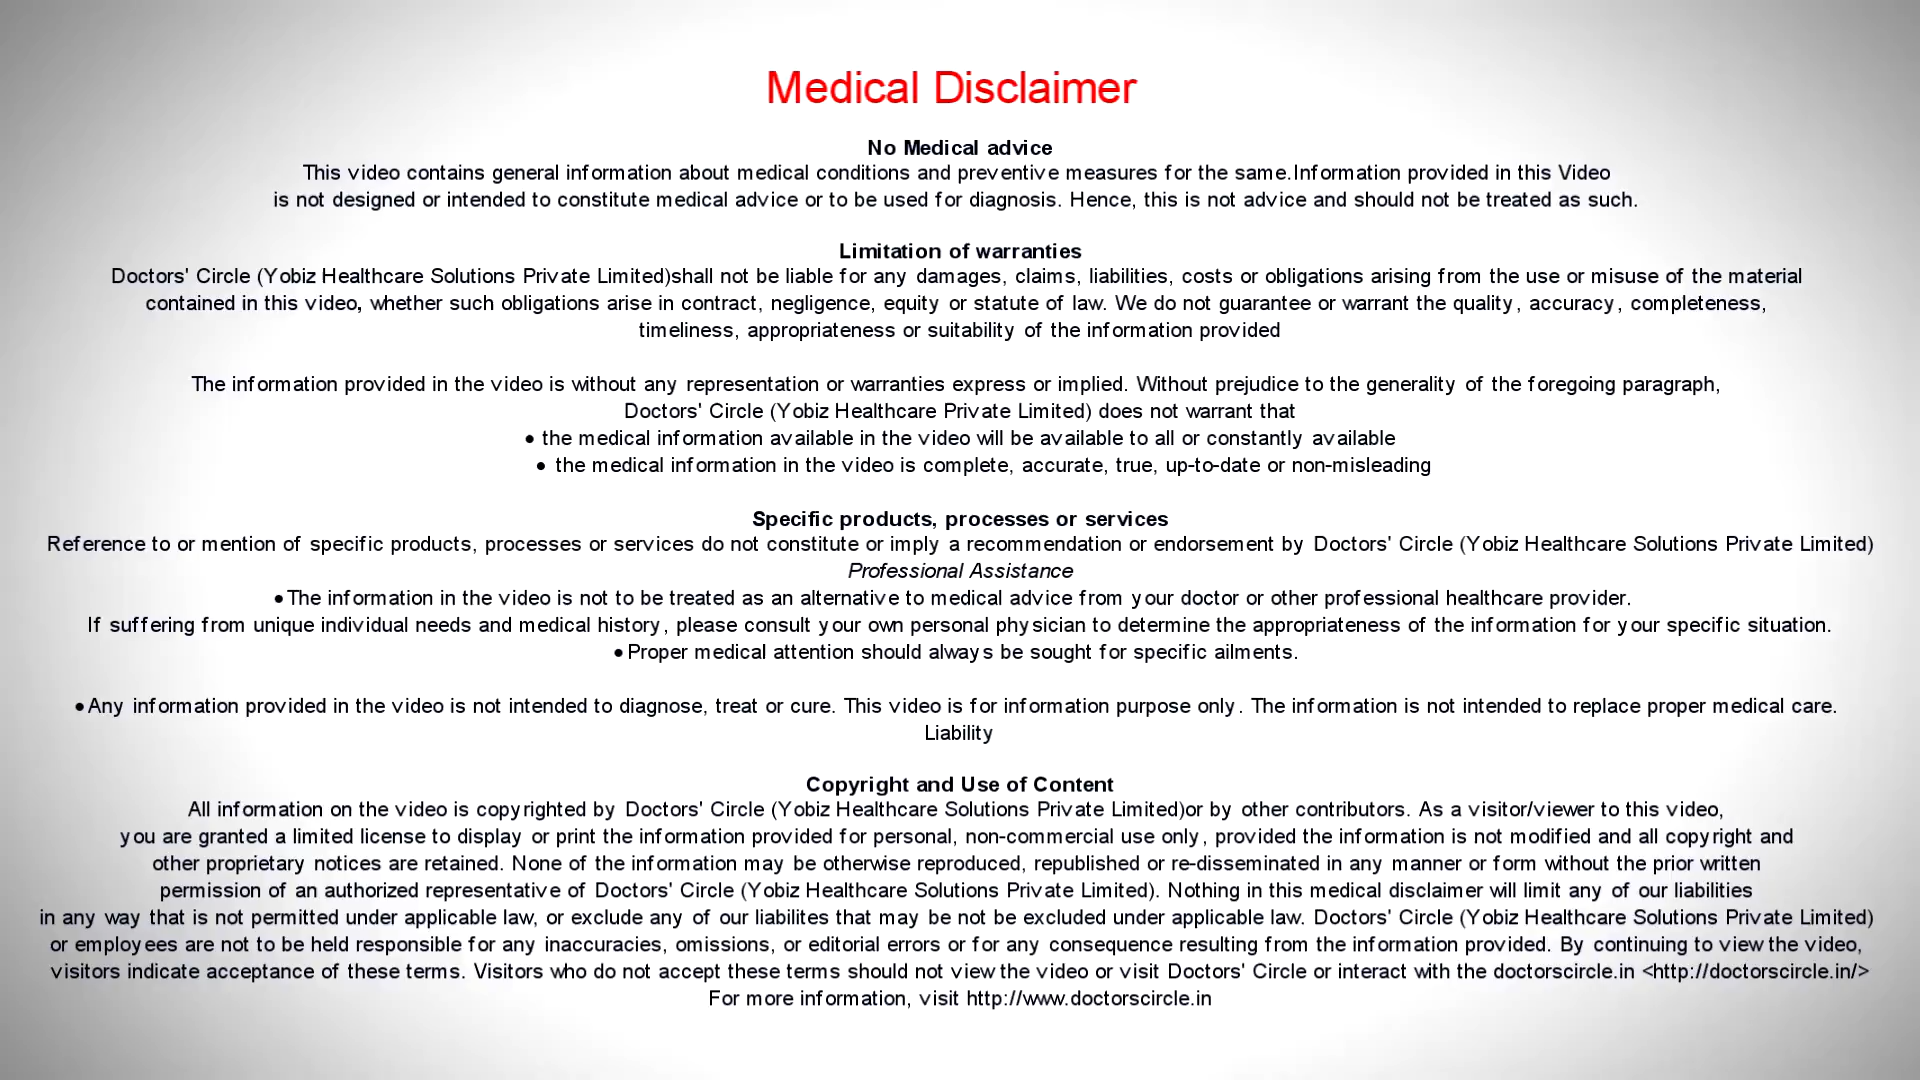 Medical Disclaimer
No Medical advice
This video contains general information about medical conditions and preventive measures for the same.Information provided in this Video
is not designed or intended to constitute medical advice or to be used for diagnosis. Hence, this is not advice and should not be treated as such.
Limitation of warranties
Doctors' Circle (Yobiz Healthcare Solutions Private Limited)shall not be liable for any damages, claims, liabilities, costs or obligations arising from the use or misuse of the material
contained in this video, whether such obligations arise in contract, negligence, equity or statute of law. We do not guarantee or warrant the quality, accuracy, completeness,
timeliness, appropriateness or suitability of the information provided
The information provided in the video is without any representation or warranties express or implied. Without prejudice to the generality of the foregoing paragraph,
Doctors' Circle (Yobiz Healthcare Private Limited) does not warrant that
• the medical information available in the video will be available to all or constantly available
• the medical information in the video is complete, accurate, true, up-to-date or non-misleading
Specific products, processes or services
Reference to or mention of specific products, processes or services do not constitute or imply a recommendation or endorsement by Doctors' Circle (Yobiz Healthcare Solutions Private Limited)
Professional Assistance
•The information in the video is not to be treated as an alternative to medical advice from your doctor or other professional healthcare provider.
If suffering from unique individual needs and medical history, please consult your own personal physician to determine the appropriateness of the information for your specific situation.
•Proper medical attention should always be sought for specific ailments.
•Any information provided in the video is not intended to diagnose, treat or cure. This video is for information purpose only. The information is not intended to replace proper medical care.
Liability
Copyright and Use of Content
All information on the video is copyrighted by Doctors' Circle (Yobiz Healthcare Solutions Private Limited)or by other contributors. As a visitor/viewer to this video,
you are granted a limited license to display or print the information provided for personal, non-commercial use only, provided the information is not modified and all copyright and
other proprietary notices are retained. None of the information may be otherwise reproduced, republished or re-disseminated in any manner or form without the prior written
permission of an authorized representative of Doctors' Circle (Yobiz Healthcare Solutions Private Limited). Nothing in this medical disclaimer will limit any of our liabilities
in any way that is not permitted under applicable law, or exclude any of our liabilites that may be not be excluded under applicable law. Doctors' Circle (Yobiz Healthcare Solutions Private Limited)
or employees are not to be held responsible for any inaccuracies, omissions, or editorial errors or for any consequence resulting from the information provided. By continuing to view the video,
visitors indicate acceptance of these terms. Visitors who do not accept these terms should not view the video or visit Doctors' Circle or interact with the doctorscircle.in <http://doctorscircle.in/>
For more information, visit http://www.doctorscircle.in